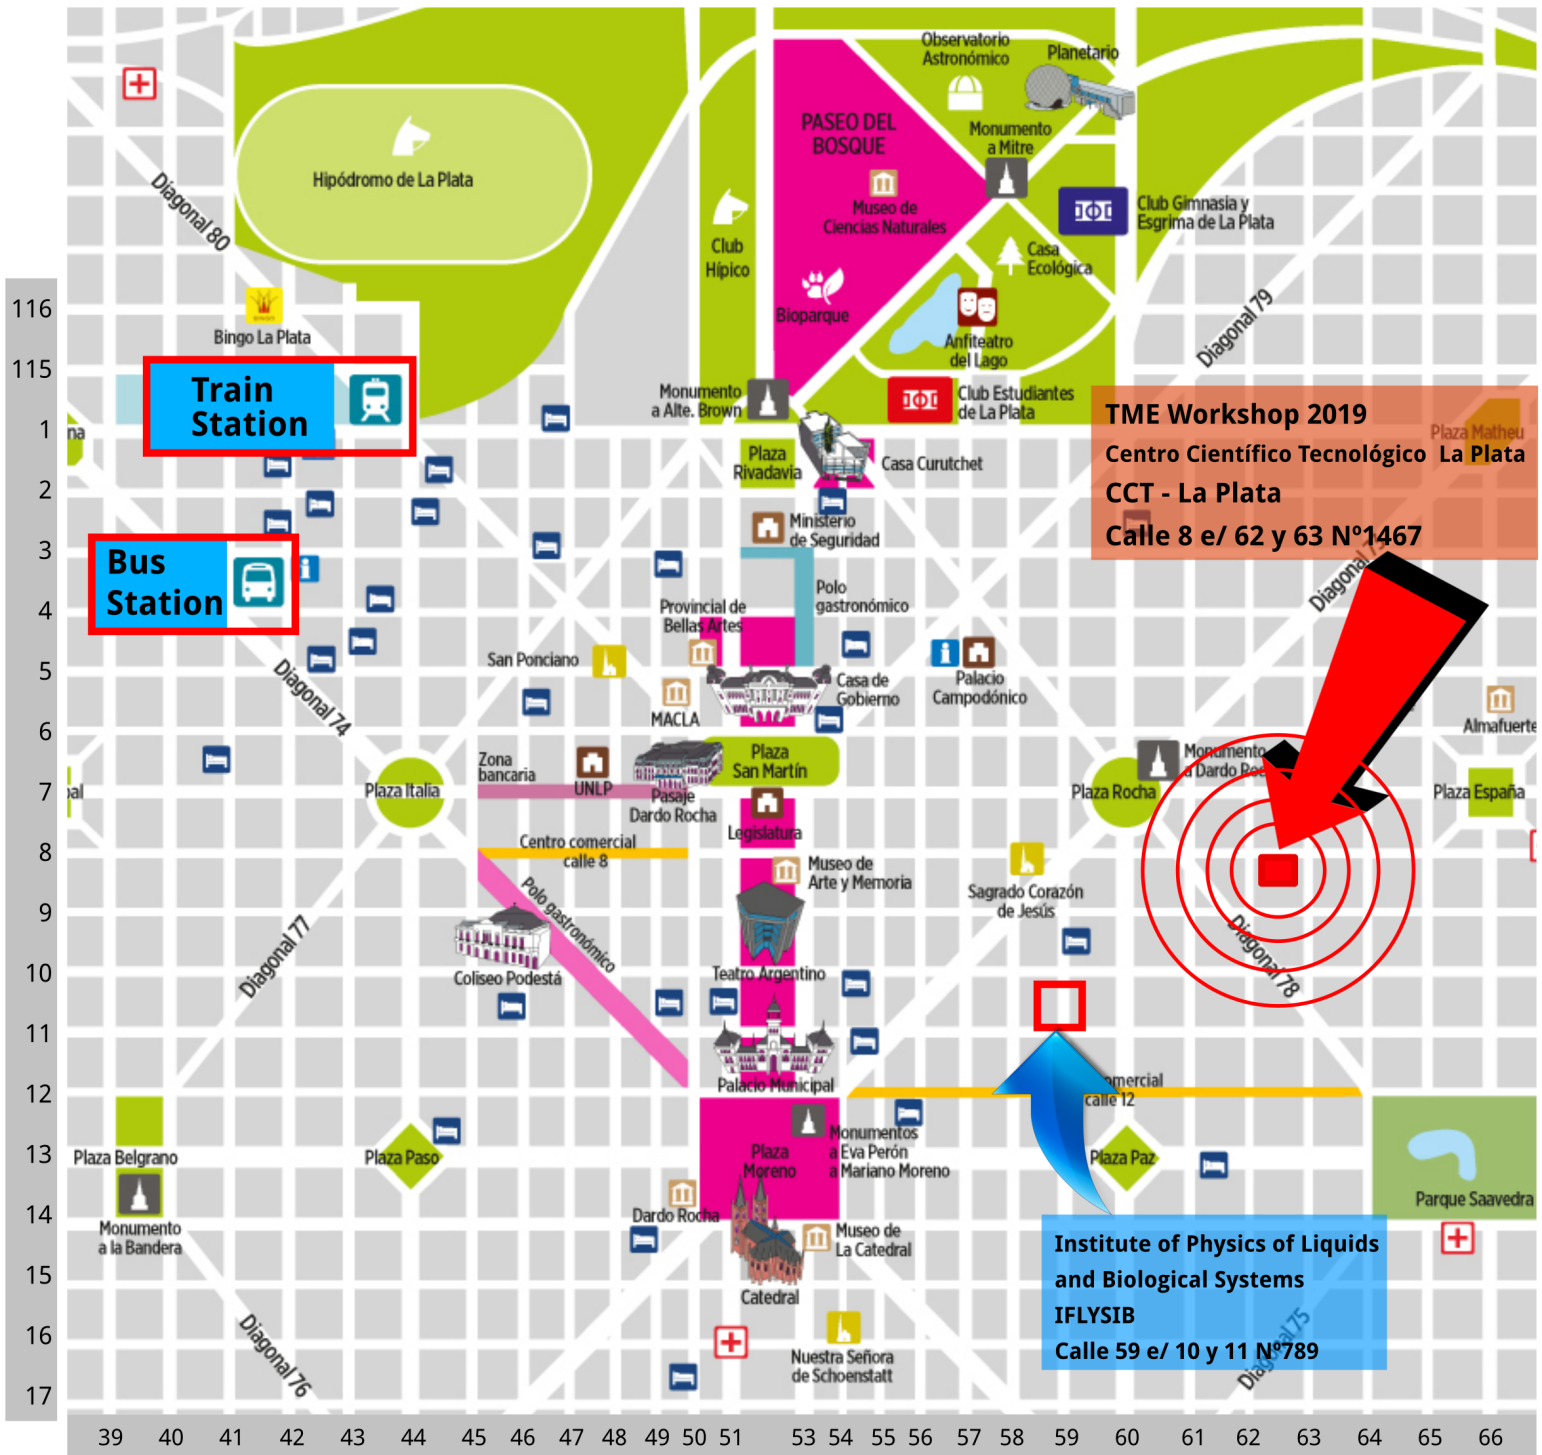 Observatorio
Astronómico
Planetario
PASEO DEL
BOSQUE
Monumento
a Mitre
Diagonal 80
Hipódromo de La Plata
Museo de
Ciencias Naturales
Club Gimnasia y
Esgrima de La Plata
Club
Hípico
Casa
Ecológica
Bioparque
Diagonal 79
BINGO
Bingo La Plata
Anfiteatro
del Lago
116
115
1
2
3
4
5
6
7
8
9
10
11
12
13
14
15
16
17
Train
Station
Monumento
a Alte. Brown
Club Estudiantes
de La Plata
TME Workshop 2019
Centro Científico Tecnológico La Plata
CCT - La Plata
Calle 8 e/ 62 y 63 Nº1467
Plaza Matheu
na
Plaza
Rivadavia
Casa Curutchet
Ministerio
de Seguridad
Bus
Station
i
Polo
gastronómico
Provincial de
Bellas Artes
Diagonal 73
San Ponciano
MACLA
Casa de
Gobierno
i
Palacio
Campodónico
Diagonal 74
Almafuerte
Zona
bancaria
UNLP
Pasaje
Dardo Rocha
Plaza
San Martín
Monumento
a Dardo Ro
Plaza Italia
Plaza Rocha
Plaza España
al
Legislatura
Centro comercial
calle 8
Museo de
Arte y Memoria
Sagrado Corazón
de Jesús
Polo gastronómico
Diagonal 77
Coliseo Podestá
Teatro Argentino
Diagonal 78
Palacio Municipal
omercial
calle 12
Plaza Belgrano
Plaza Paso
Plaza
Moreno
Monumentos
a Eva Perón
a Mariano Moreno
Plaza Paz
Parque Saavedra
Monumento
a la Bandera
Dardo Rocha
Museo de
La Catedral
Catedral
Institute of Physics of Liquids
and Biological Systems
IFLYSIB
Calle 59 e/ 10 y 11 Nº789
Diagonal 75
Diagonal 76
Nuestra Señora
de Schoenstatt
39 40 41 42 43 44 45 46 47 48 49 50 51 53 54 55 56 57 58 59 60 61 62 63 64 65 66